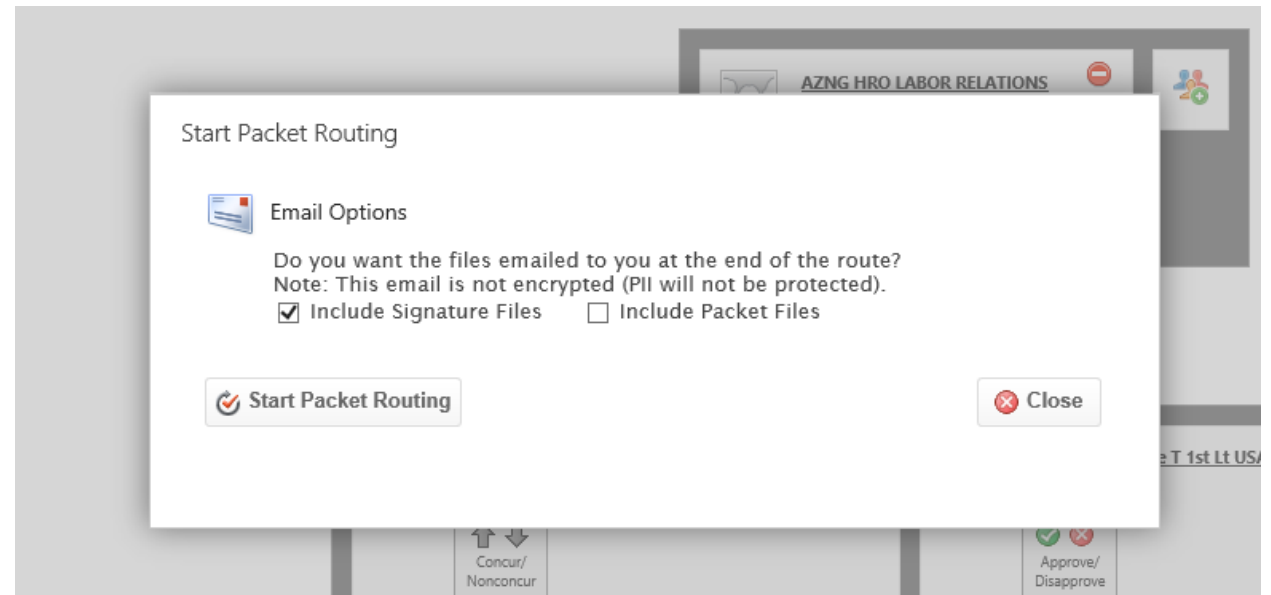 AZNG HRO LABOR RELATIONS
Start Packet Routing
Email Options
Do you want the files emailed to you at the end of the route?
Note: This email is not encrypted (PII will not be protected).
Include Signature Files
Include Packet Files
Start Packet Routing
Close
T 1st Lt
Concur/
Nonconcur
Approve/
Disapprove